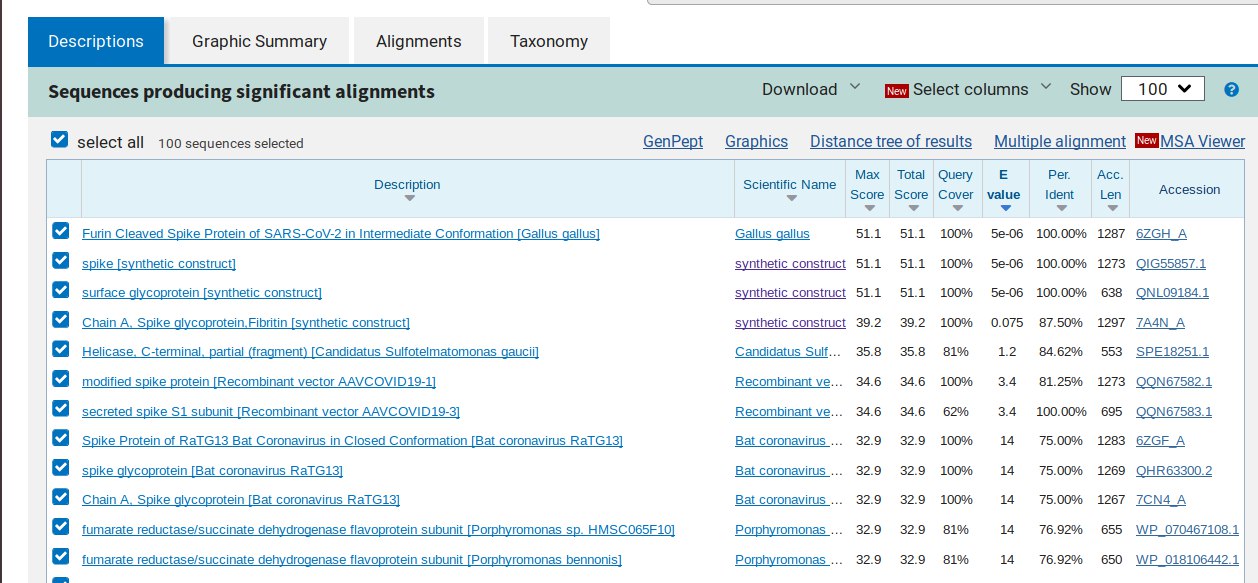 Descriptions Graphic Summary Alignments Taxonomy
Sequences producing significant alignments Download New Select columns Show 100 ?
select all 100 sequences selected GenPept Graphics Distance tree of results Multiple alignment New MSA Viewer
Description Scientific Name Max Score Total Score Query Cover E value Per. Ident Acc. Len Accession
Furin Cleaved Spike Protein of SARS-CoV-2 in Intermediate Conformation [Gallus gallus] Gallus gallus 51.1 51.1 100% 5e-06 100.00% 1287 6ZGH_A
spike [synthetic construct] synthetic construct 51.1 51.1 100% 5e-06 100.00% 1273 QIG55857.1
surface glycoprotein [synthetic construct] synthetic construct 51.1 51.1 100% 5e-06 100.00% 638 QNL09184.1
Chain A, Spike glycoprotein,Fibritin [synthetic construct] synthetic construct 39.2 39.2 100% 0.075 87.50% 1297 7A4N_A
Helicase, C-terminal, partial (fragment) [Candidatus Sulfotelmatomonas gaucii] Candidatus Sulf... 35.8 35.8 81% 1.2 84.62% 553 SPE18251.1
modified spike protein [Recombinant vector AAVCOVID19-1] Recombinant ve... 34.6 34.6 100% 3.4 81.25% 1273 QQN67582.1
secreted spike S1 subunit [Recombinant vector AAVCOVID19-3] Recombinant ve... 34.6 34.6 62% 3.4 100.00% 695 QQN67583.1
Spike Protein of RaTG13 Bat Coronavirus in Closed Conformation [Bat coronavirus RaTG13] Bat coronavirus ... 32.9 32.9 100% 14 75.00% 1283 6ZGF_A
spike glycoprotein [Bat coronavirus RaTG13] Bat coronavirus ... 32.9 32.9 100% 14 75.00% 1269 QHR63300.2
Chain A, Spike glycoprotein [Bat coronavirus RaTG13] Bat coronavirus ... 32.9 32.9 100% 14 75.00% 1267 7CN4_A
fumarate reductase/succinate dehydrogenase flavoprotein subunit [Porphyromonas sp. HMSC065F10] Porphyromonas ... 32.9 32.9 81% 14 76.92% 655 WP_070467108.1
fumarate reductase/succinate dehydrogenase flavoprotein subunit [Porphyromonas bennonis] Porphyromonas ... 32.9 32.9 81% 14 76.92% 650 WP_018106442.1